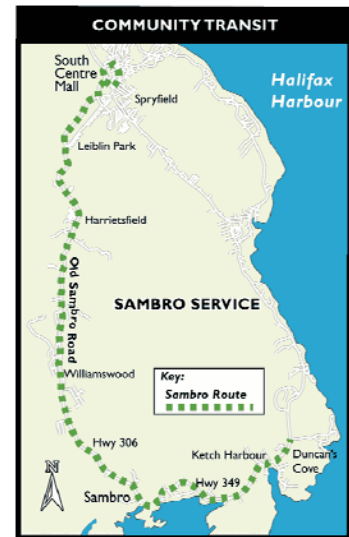 COMMUNITY TRANSIT
South
Centre
Mall
Halifax
Harbour
Spryfield
Leiblin Park
Harrietsfield
Old Sambro Road
SAMBRO SERVICE
Williamswood
Key:
Sambro Route
Hwy 306
Ketch Harbour
Duncan's
Cove
N
Sambro
Hwy 349